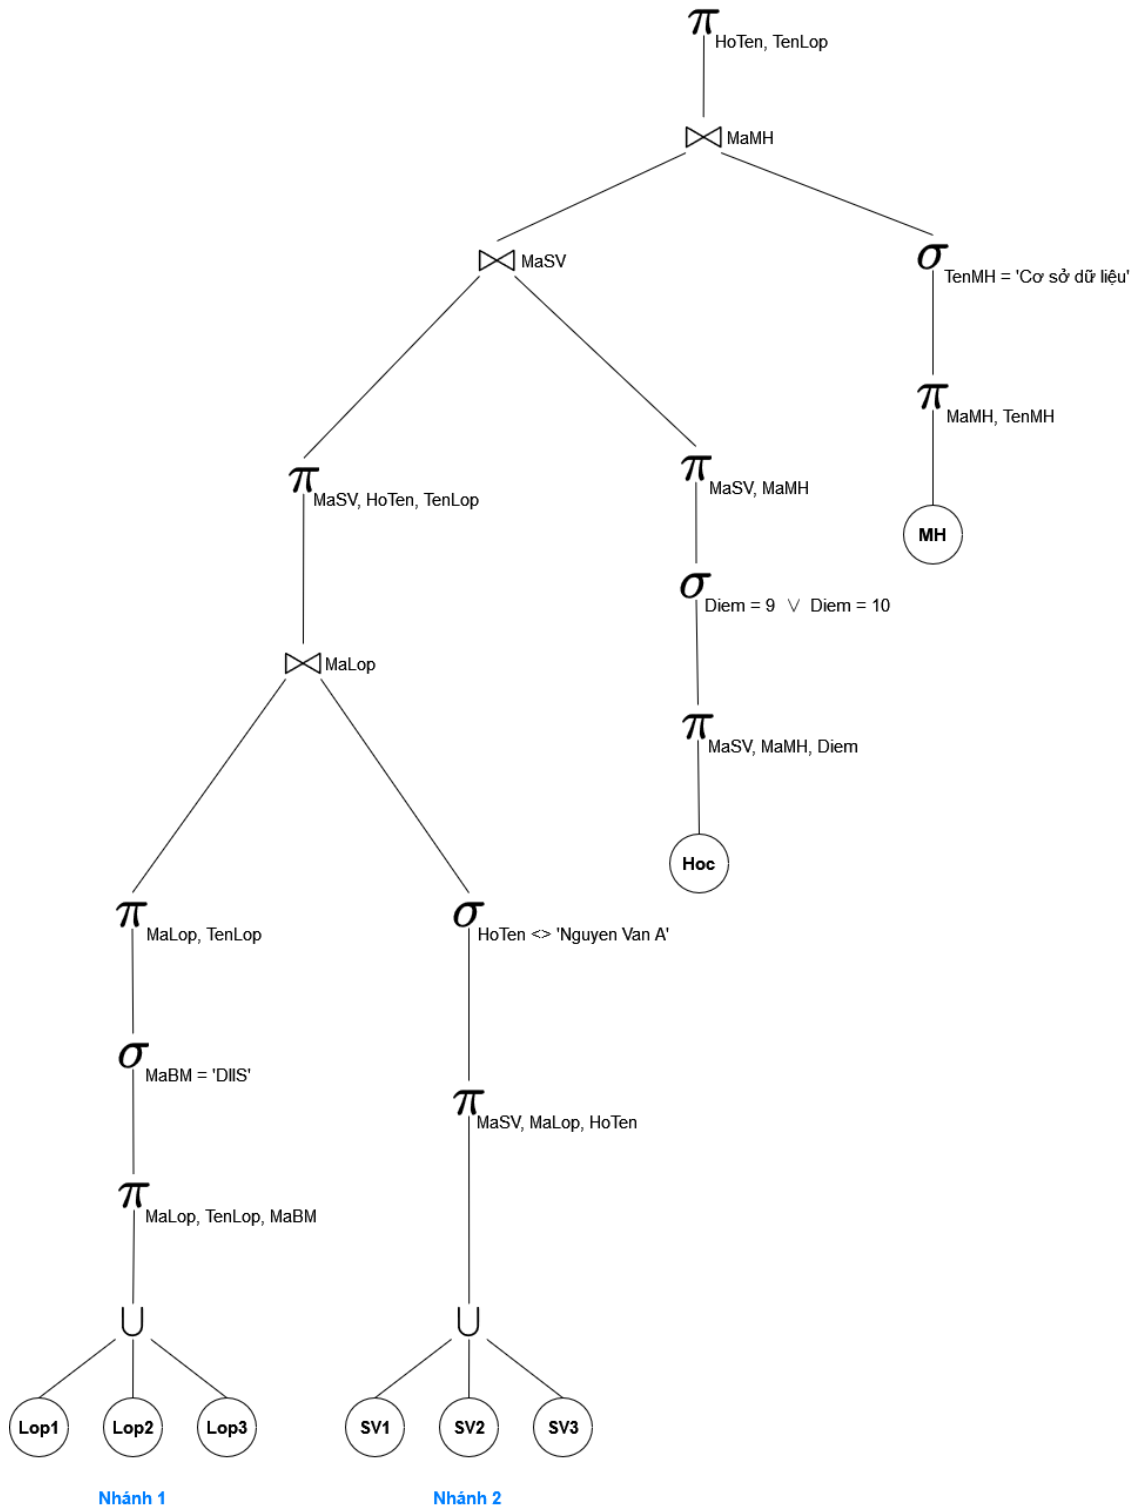 π HoTen, TenLop
⋈ MaMH
⋈ MaSV
σ TenMH = 'Cơ sở dữ liệu'
π MaMH, TenMH
π MaSV, HoTen, TenLop
π MaSV, MaMH
MH
σ Diem = 9 ∨ Diem = 10
⋈ MaLop
π MaSV, MaMH, Diem
Hoc
π MaLop, TenLop
σ HoTen <> 'Nguyen Van A'
σ MaBM = 'DIIS'
π MaSV, MaLop, HoTen
π MaLop, TenLop, MaBM
∪
∪
Lop1
Lop2
Lop3
SV1
SV2
SV3
Nhánh 1
Nhánh 2